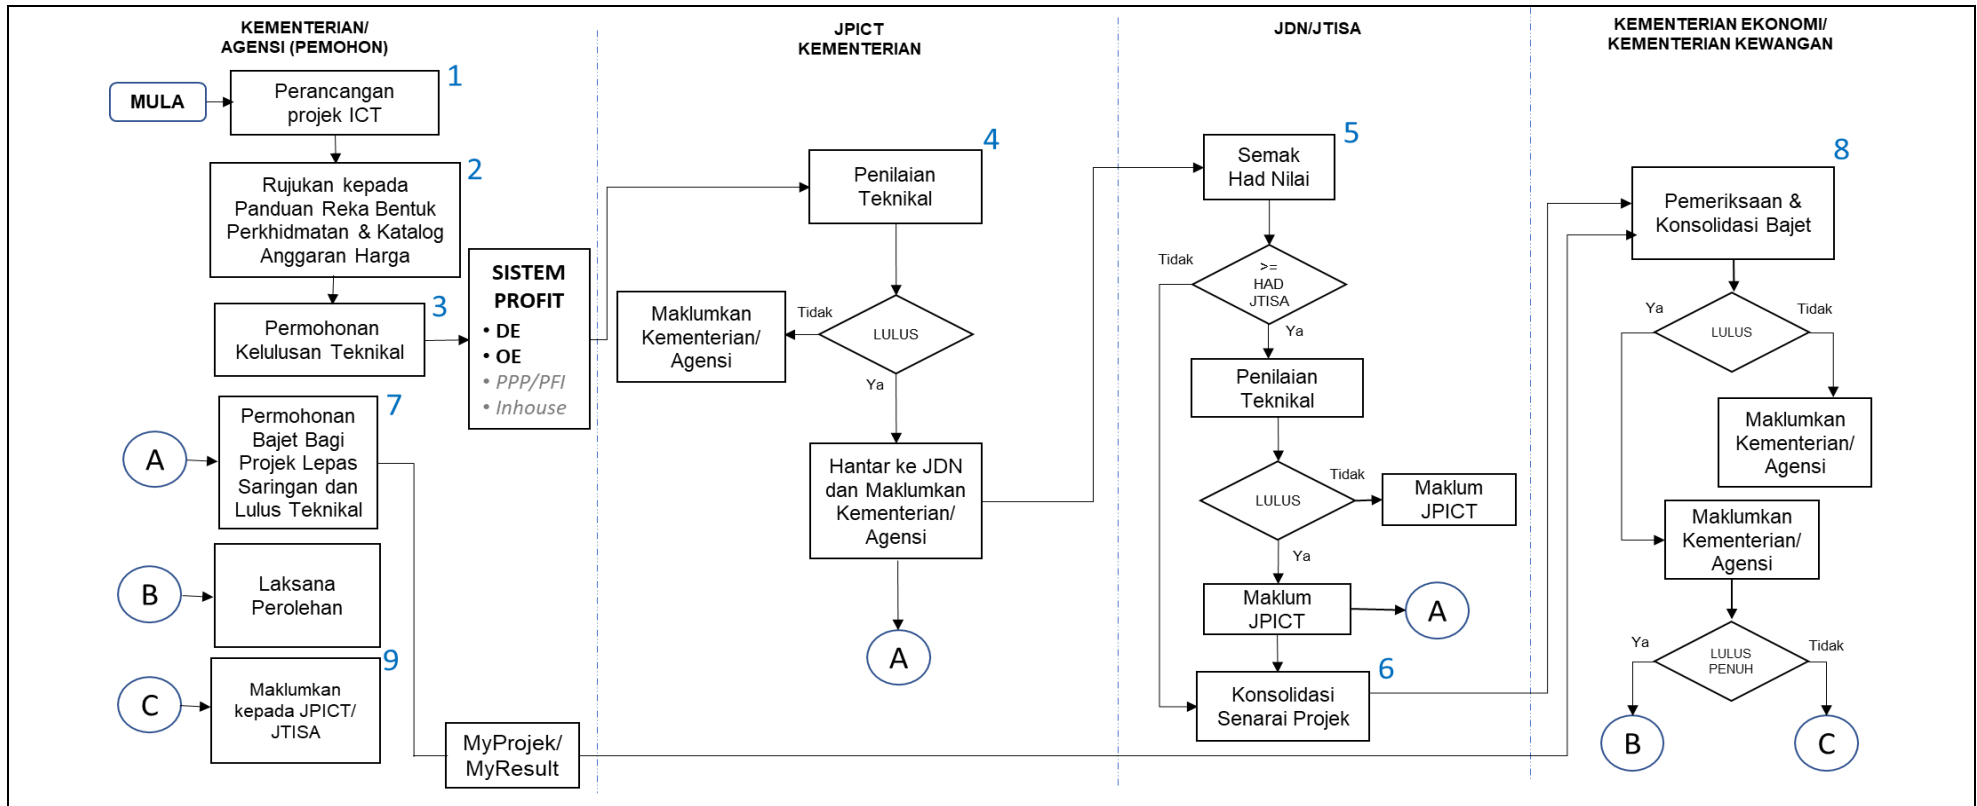 KEMENTERIAN/
AGENSI (PEMOHON)
MULA
1
Perancangan
projek ICT
2
Rujukan kepada
Panduan Reka Bentuk
Perkhidmatan & Katalog
Anggaran Harga
3
Permohonan
Kelulusan Teknikal
SISTEM
PROFIT
• DE
• OE
• PPP/PFI
• Inhouse
7
A
Permohonan
Bajet Bagi
Projek Lepas
Saringan dan
Lulus Teknikal
B
Laksana
Perolehan
9
C
Maklumkan
kepada JPICT/
JTISA
MyProjek/
MyResult
JPICT
KEMENTERIAN
4
Penilaian
Teknikal
LULUS
Tidak
Maklumkan
Kementerian/
Agensi
Ya
Hantar ke JDN
dan Maklumkan
Kementerian/
Agensi
A
JDN/JTISA
5
Semak
Had Nilai
Tidak
>=
HAD
JTISA
Ya
Penilaian
Teknikal
LULUS
Tidak
Maklum
JPICT
Ya
Maklum
JPICT
A
6
Konsolidasi
Senarai Projek
KEMENTERIAN EKONOMI/
KEMENTERIAN KEWANGAN
8
Pemeriksaan &
Konsolidasi Bajet
Ya
LULUS
Tidak
Maklumkan
Kementerian/
Agensi
Maklumkan
Kementerian/
Agensi
Ya
LULUS
PENUH
Tidak
B
C